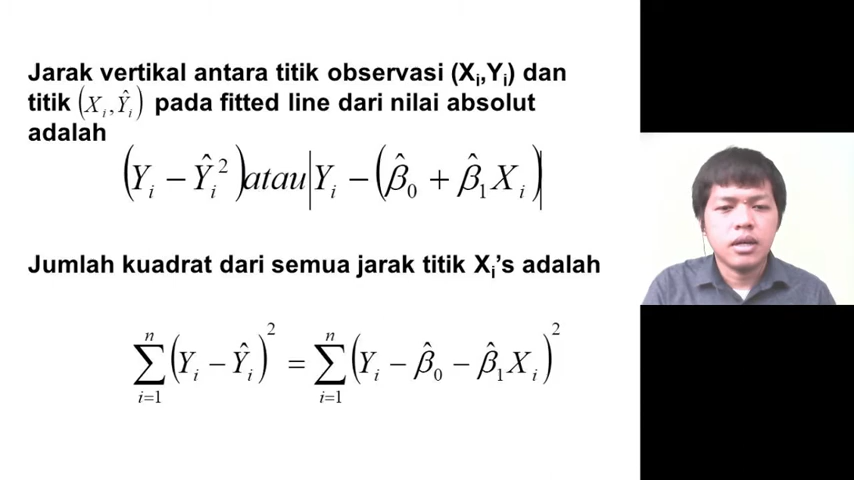 Jarak vertikal antara titik observasi (Xᵢ,Yᵢ) dan
titik (Xᵢ,Ŷᵢ) pada fitted line dari nilai absolut
adalah
(Yᵢ − Ŷᵢ²)atau|Yᵢ − (β̂₀ + β̂₁Xᵢ)|
Jumlah kuadrat dari semua jarak titik Xᵢ’s adalah
∑ᵢ₌₁ⁿ(Yᵢ − Ŷᵢ)² = ∑ᵢ₌₁ⁿ(Yᵢ − β̂₀ − β̂₁Xᵢ)²